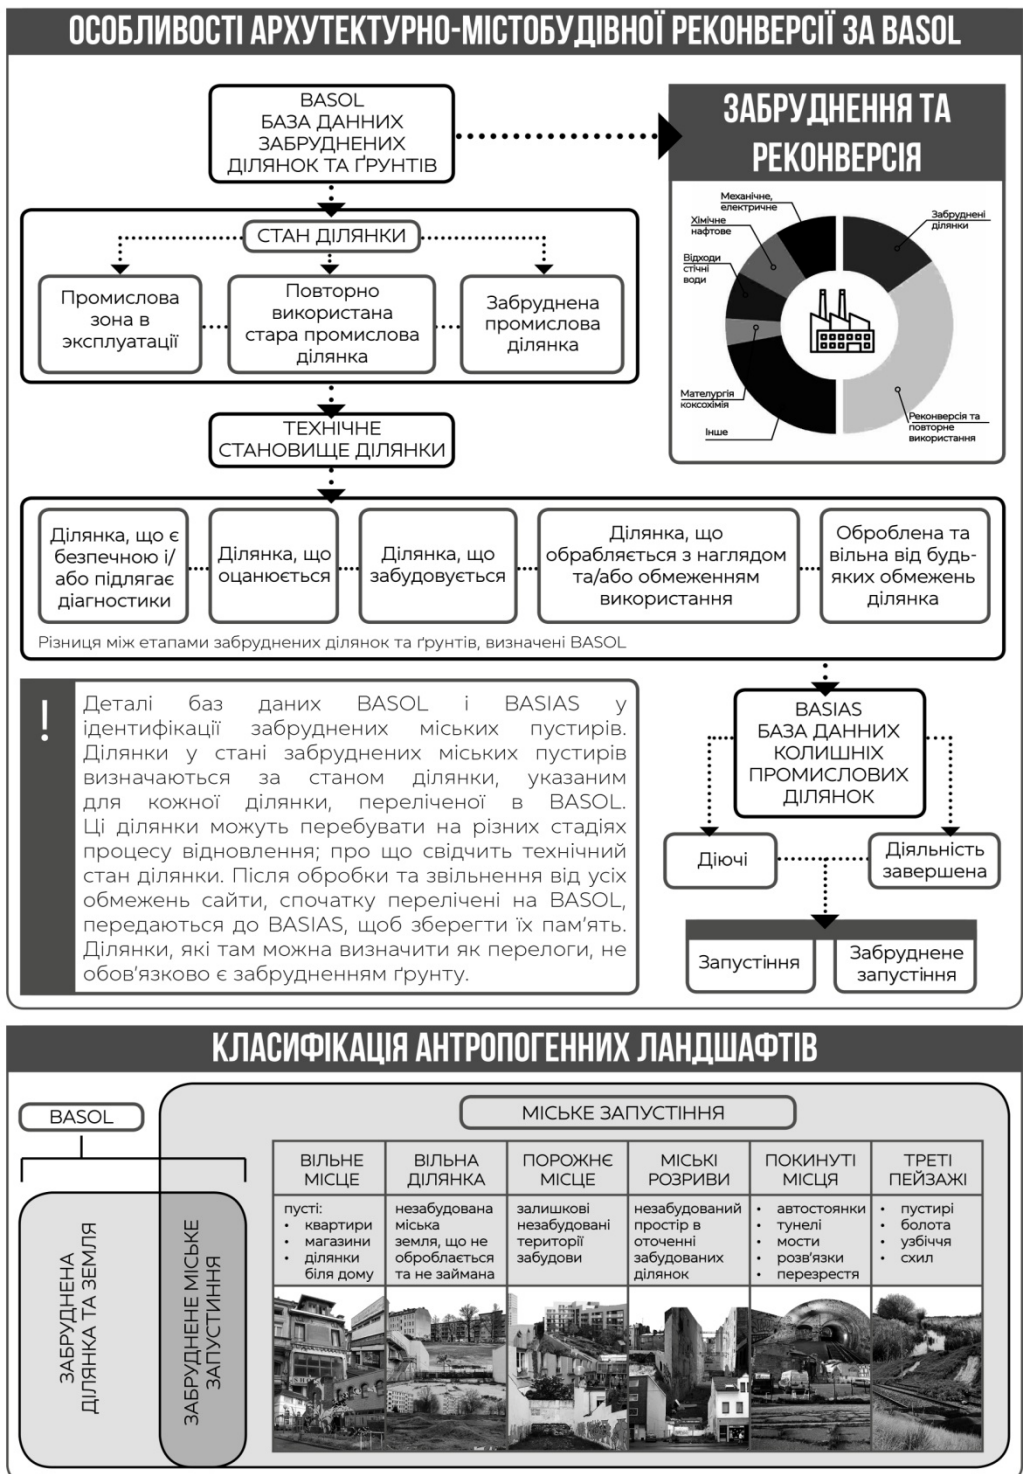 ОСОБЛИВОСТІ АРХУТЕКТУРНО-МІСТОБУДІВНОЇ РЕКОНВЕРСІЇ ЗА BASOL
BASOL
БАЗА ДАННИХ
ЗАБРУДНЕНИХ
ДІЛЯНОК ТА ҐРУНТІВ
ЗАБРУДНЕННЯ ТА
РЕКОНВЕРСІЯ
Механічне,
електричне
Хімічне
нафтове
Відходи
стічні
води
Мателургія
коксохімія
Інше
Забруднені
ділянки
Реконверсія та
повторне
використання
СТАН ДІЛЯНКИ
Промислова
зона в
эксплуатації
Повторно
використана
стара промислова
ділянка
Забруднена
промислова
ділянка
ТЕХНІЧНЕ
СТАНОВИЩЕ ДІЛЯНКИ
Ділянка, що є
безпечною і/
або підлягає
діагностики
Ділянка, що
оцанюється
Ділянка, що
забудовується
Ділянка, що
обрабляється з наглядом
та/або обмеженням
використання
Оброблена та
вільна від будь-
яких обмежень
ділянка
Різниця між етапами забруднених ділянок та ґрунтів, визначені BASOL
!
Деталі баз даних BASOL і BASIAS у
ідентифікації забруднених міських пустирів.
Ділянки у стані забруднених міських пустирів
визначаються за станом ділянки, указаним
для кожної ділянки, переліченої в BASOL.
Ці ділянки можуть перебувати на різних стадіях
процесу відновлення; про що свідчить технічний
стан ділянки. Після обробки та звільнення від усіх
обмежень сайти, спочатку перелічені на BASOL,
передаються до BASIAS, щоб зберегти їх пам'ять.
Ділянки, які там можна визначити як перелоги, не
обов'язково є забрудненням ґрунту.
BASIAS
БАЗА ДАННИХ
КОЛИШНІХ
ПРОМИСЛОВИХ
ДІЛЯНОК
Діючі
Діяльність
завершена
Запустіння
Забруднене
запустіння
КЛАСИФІКАЦІЯ АНТРОПОГЕННИХ ЛАНДШАФТІВ
BASOL
ЗАБРУДНЕНА
ДІЛЯНКА ТА ЗЕМЛЯ
ЗАБРУДНЕНЕ МІСЬКЕ
ЗАПУСТИННЯ
МІСЬКЕ ЗАПУСТІННЯ
ВІЛЬНЕ
МІСЦЕ
пусті:
• квартири
• магазини
• ділянки
біля дому
ВІЛЬНА
ДІЛЯНКА
незабудована
міська
земля, що не
оброблається
та не займана
ПОРОЖНЄ
МІСЦЕ
залишкові
незабудовані
території
забудови
МІСЬКІ
РОЗРИВИ
незабудований
простір в
оточенні
забудованих
ділянок
ПОКИНУТІ
МІСЦЯ
• автостоянки
• тунелі
• мости
• розв'язки
• перезрестя
ТРЕТІ
ПЕЙЗАЖІ
• пустирі
• болота
• узбіччя
• схил